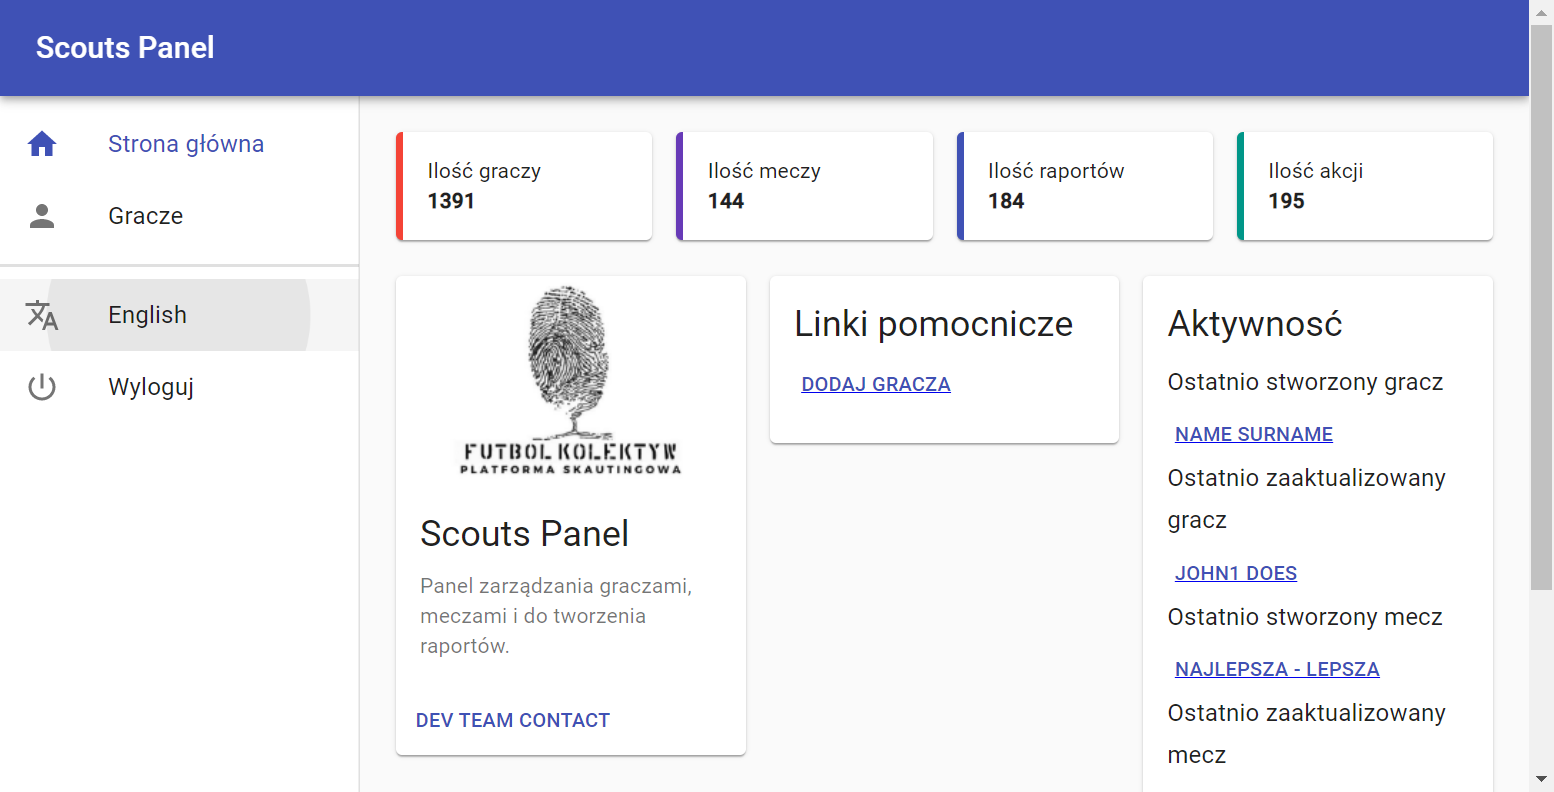 Scouts Panel
Strona główna
Gracze
English
Wyloguj
Ilość graczy
1391
Ilość meczy
144
Ilość raportów
184
Ilość akcji
195
FUTBOL KOLEKTYW
PLATFORMA SKAUTINGOWA
Scouts Panel
Panel zarządzania graczami,
meczami i do tworzenia
raportów.
DEV TEAM CONTACT
Linki pomocnicze
DODAJ GRACZA
Aktywnosć
Ostatnio stworzony gracz
NAME SURNAME
Ostatnio zaaktualizowany
gracz
JOHN1 DOES
Ostatnio stworzony mecz
NAJLEPSZA - LEPSZA
Ostatnio zaaktualizowany
mecz